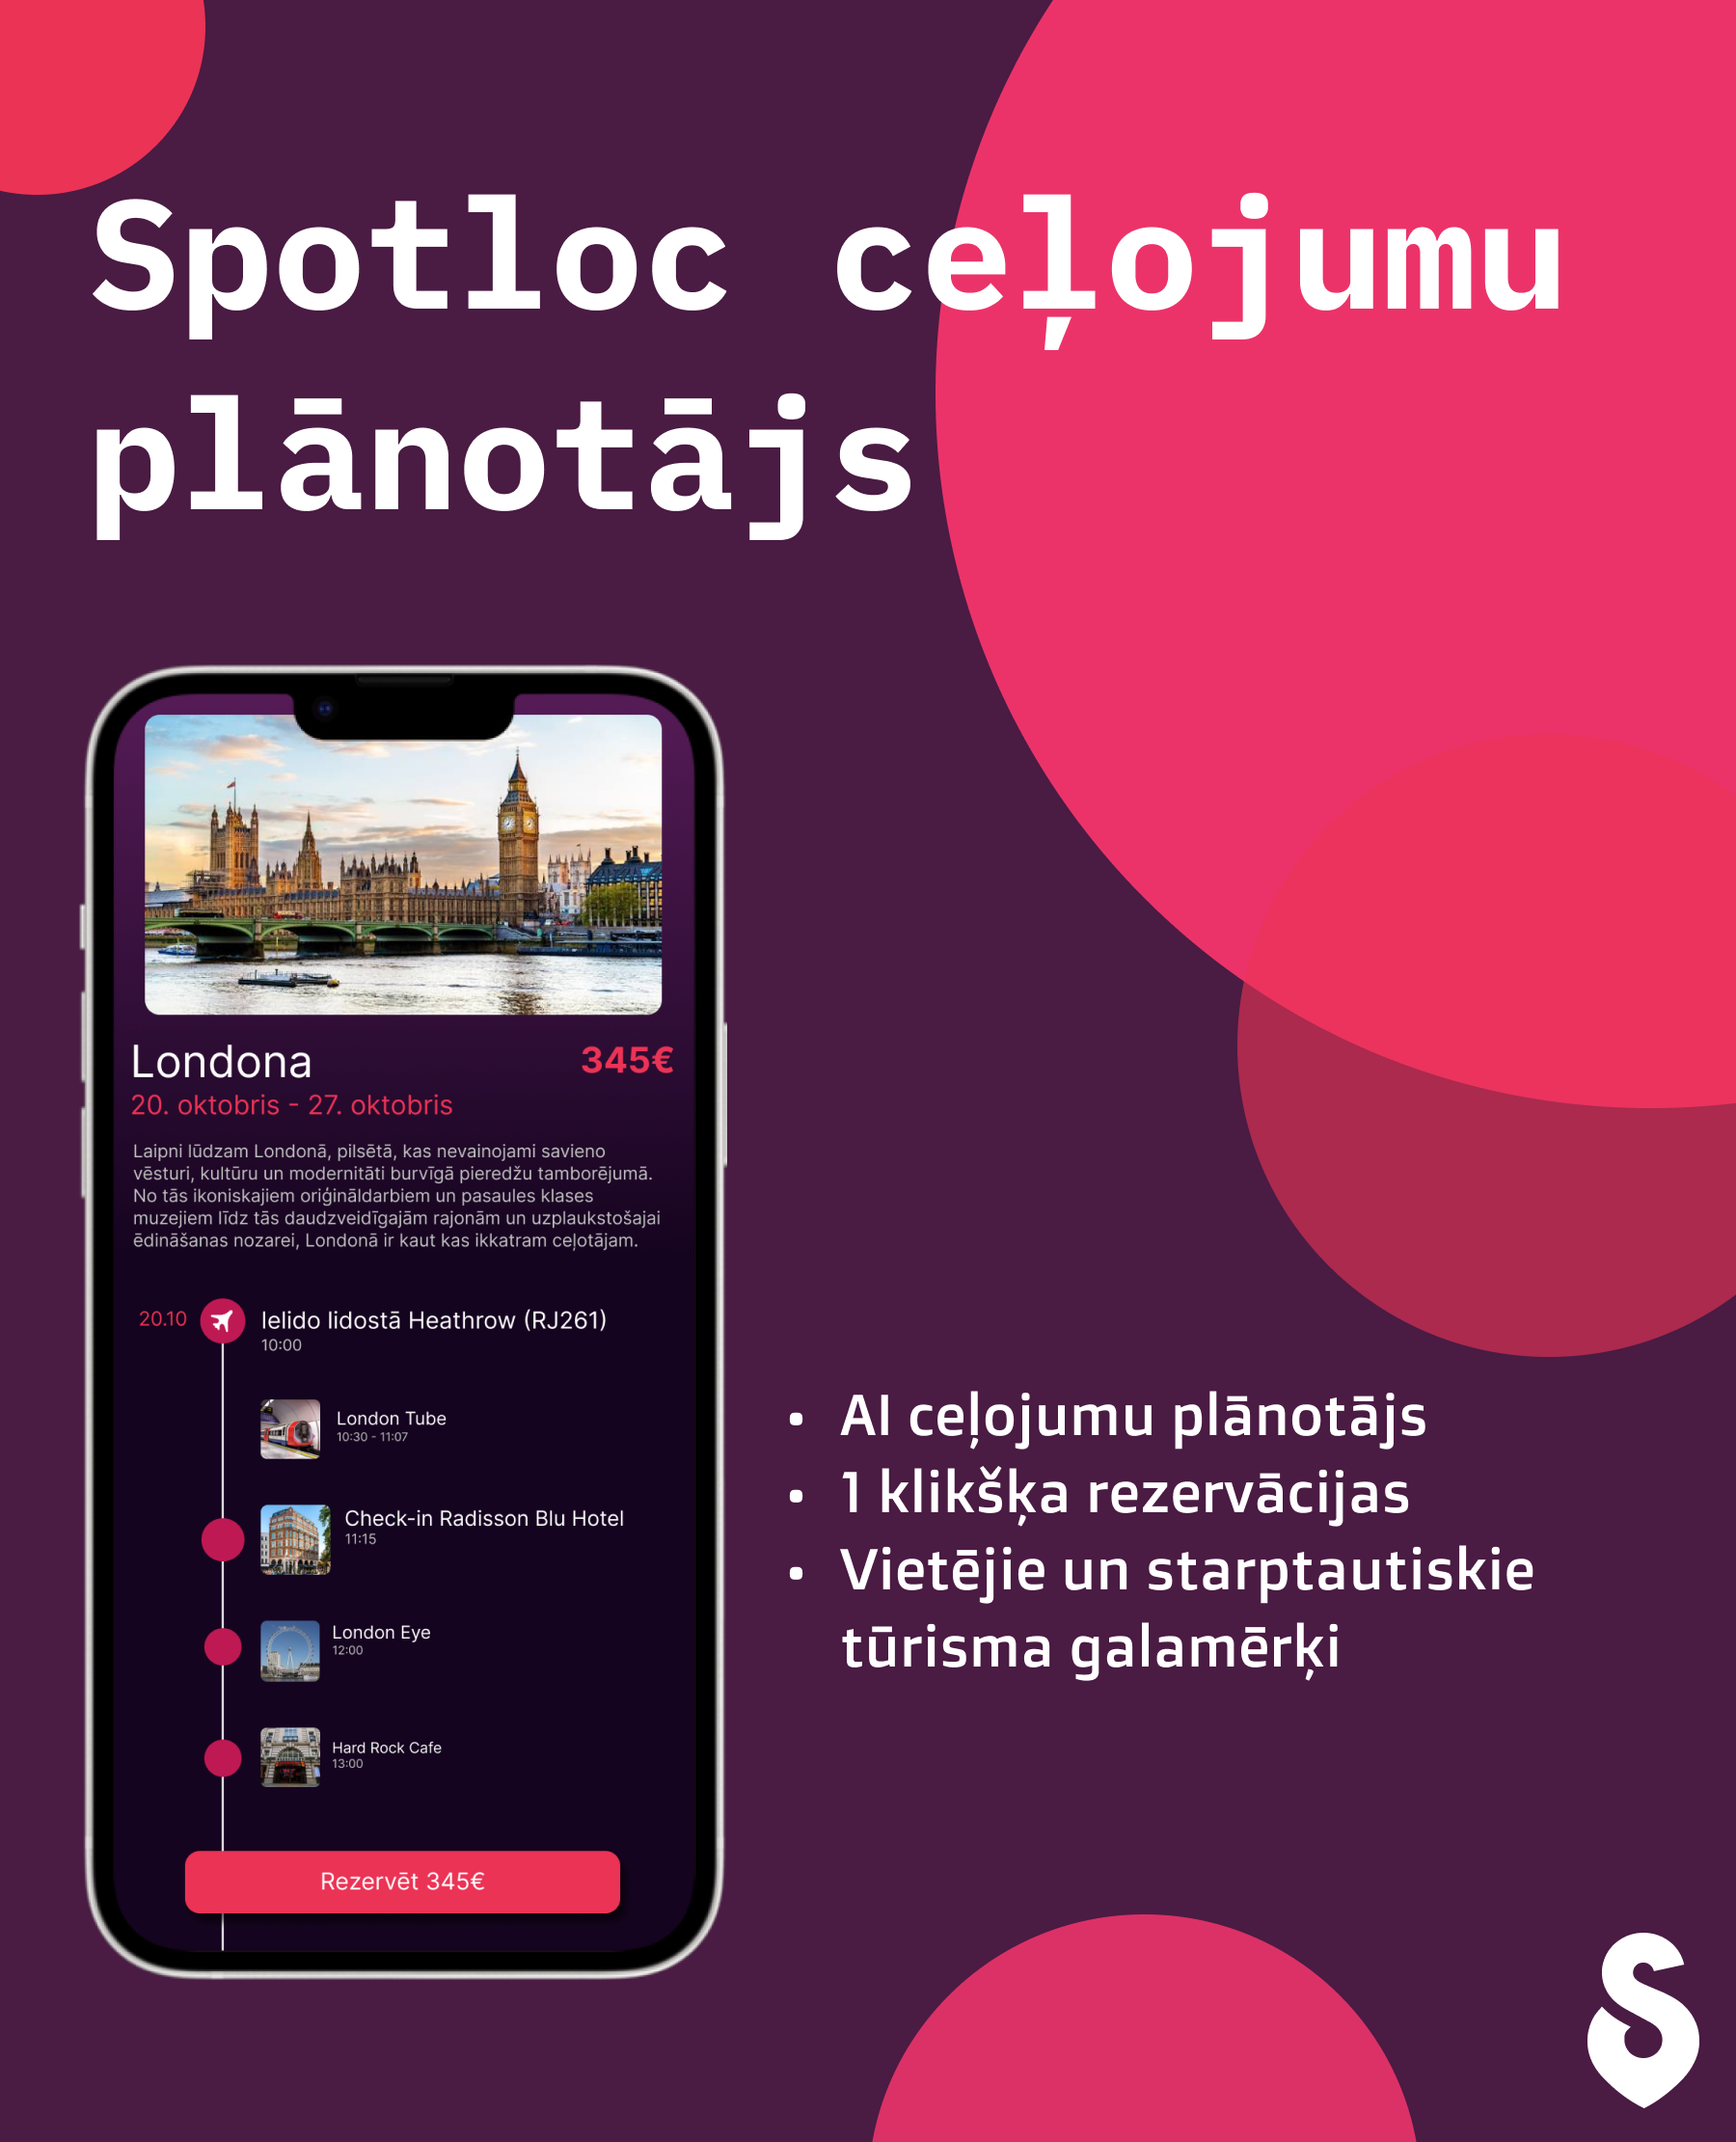 Spotloc ceļojumu
plānotājs
Londona
345€
20. oktobris - 27. oktobris
Laipni lūdzam Londonā, pilsētā, kas nevainojami savieno
vēsturi, kultūru un modernitāti burvīgā pieredžu tamborējumā.
No tās ikoniskajiem oriģināldarbiem un pasaules klases
muzejiem līdz tās daudzveidīgajām rajonām un uzplaukstošajai
ēdināšanas nozarei, Londonā ir kaut kas ikkatram ceļotājam.
20.10
Ielido lidostā Heathrow (RJ261)
10:00
London Tube
10:30 - 11:07
Check-in Radisson Blu Hotel
11:15
London Eye
12:00
Hard Rock Cafe
13:00
Rezervēt 345€
• AI ceļojumu plānotājs
• 1 klikšķa rezervācijas
• Vietējie un starptautiskie
tūrisma galamērķi